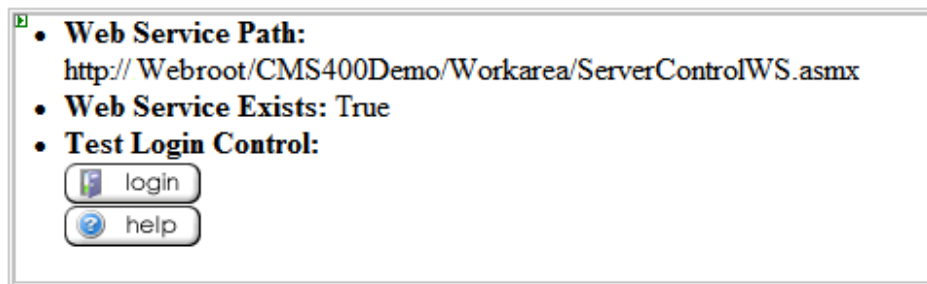 Web Service Path:
http:// Webroot/CMS400Demo/Workarea/ServerControlWS.asmx
Web Service Exists: True
Test Login Control:
login
help